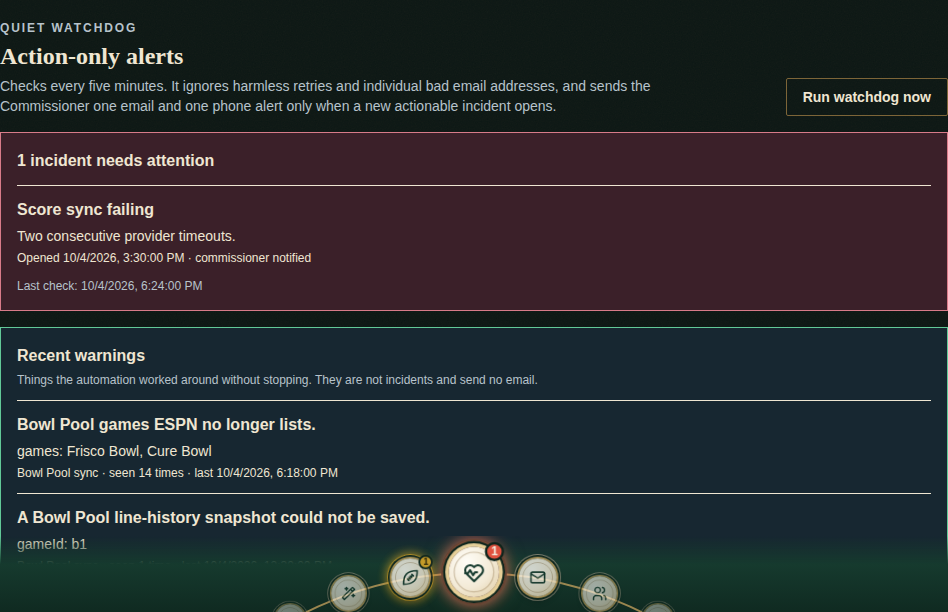 QUIET WATCHDOG
Action-only alerts
Checks every five minutes. It ignores harmless retries and individual bad email addresses, and sends the
Commissioner one email and one phone alert only when a new actionable incident opens.
Run watchdog now
1 incident needs attention
Score sync failing
Two consecutive provider timeouts.
Opened 10/4/2026, 3:30:00 PM · commissioner notified
Last check: 10/4/2026, 6:24:00 PM
Recent warnings
Things the automation worked around without stopping. They are not incidents and send no email.
Bowl Pool games ESPN no longer lists.
games: Frisco Bowl, Cure Bowl
Bowl Pool sync · seen 14 times · last 10/4/2026, 6:18:00 PM
A Bowl Pool line-history snapshot could not be saved.
gameId: b1
1
1